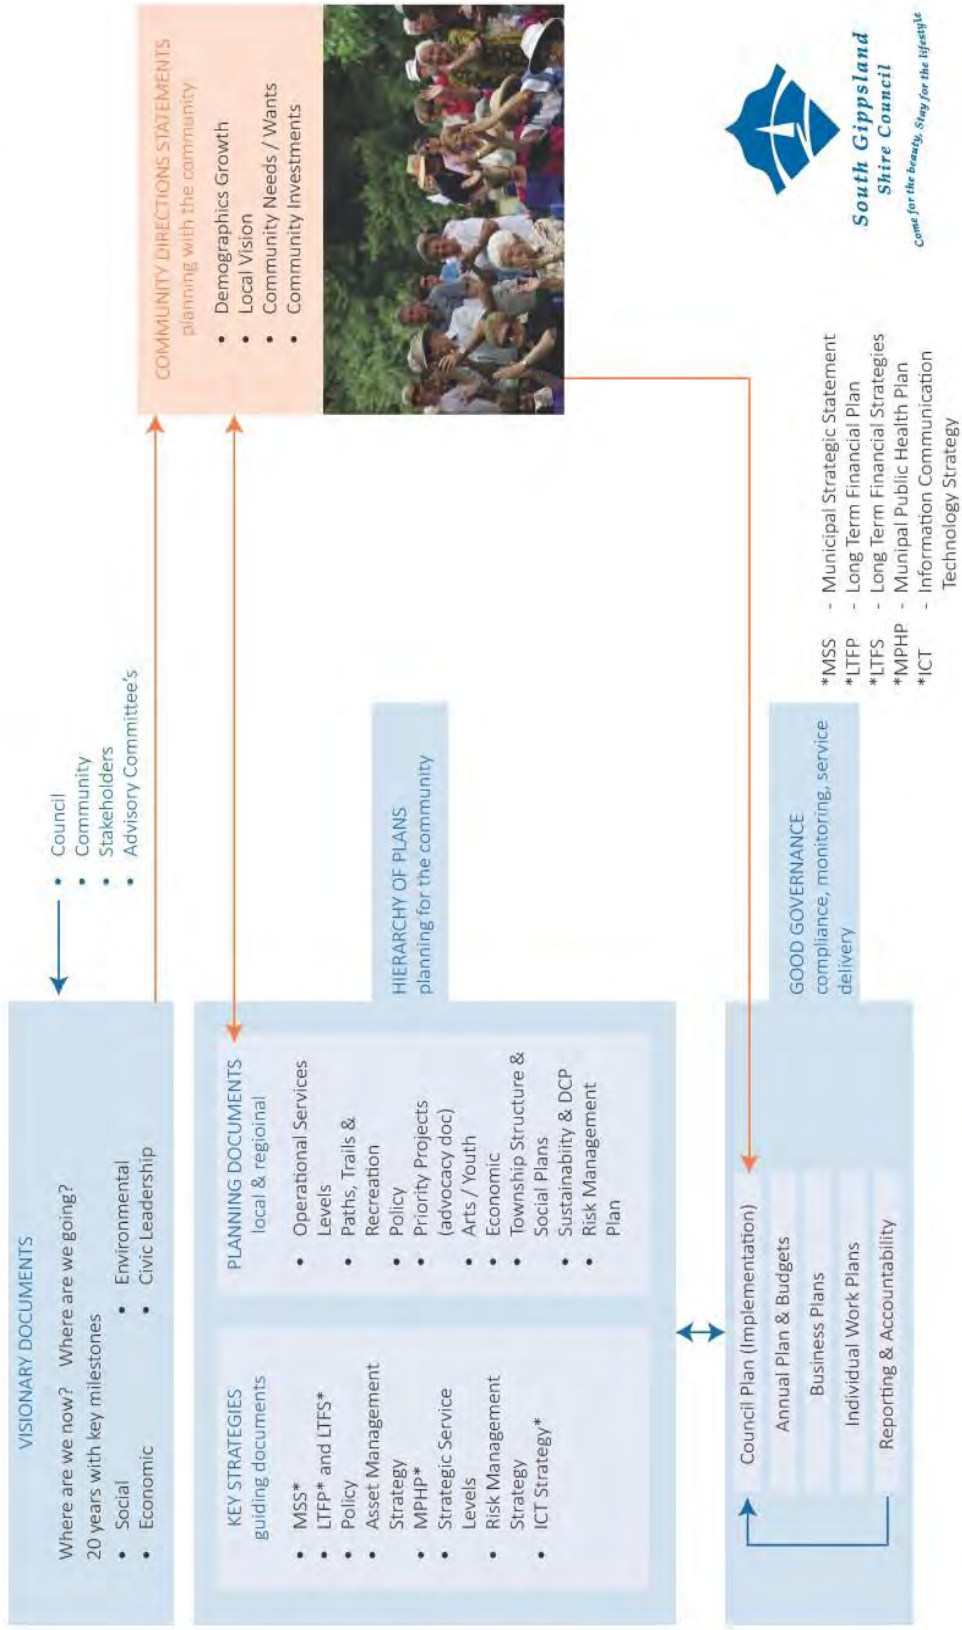 VISIONARY DOCUMENTS
Where are we now? Where are we going?
20 years with key milestones
• Social • Environmental
• Economic • Civic Leadership
• Council
• Community
• Stakeholders
• Advisory Committee's
COMMUNITY DIRECTIONS STATEMENTS
planning with the community
• Demographics Growth
• Local Vision
• Community Needs / Wants
• Community Investments
KEY STRATEGIES
guiding documents
• MSS*
• LTFP* and LTFS*
• Policy
• Asset Management
Strategy
• MPHP*
• Strategic Service
Levels
• Risk Management
Strategy
• ICT Strategy*
PLANNING DOCUMENTS
local & regioinal
• Operational Services
Levels
• Paths, Trails &
Recreation
• Policy
• Priority Projects
(advocacy doc)
• Arts / Youth
• Economic
• Township Structure &
Social Plans
• Sustainabiity & DCP
• Risk Management
Plan
HIERARCHY OF PLANS
planning for the community
Council Plan (Implementation)
Annual Plan & Budgets
Business Plans
Individual Work Plans
Reporting & Accountability
GOOD GOVERNANCE
compliance, monitoring, service
delivery
*MSS - Municipal Strategic Statement
*LTFP - Long Term Financial Plan
*LTFS - Long Term Financial Strategies
*MPHP - Munipal Public Health Plan
*ICT - Information Communication
Technology Strategy
South Gippsland
Shire Council
Come for the beauty, Stay for the lifestyle